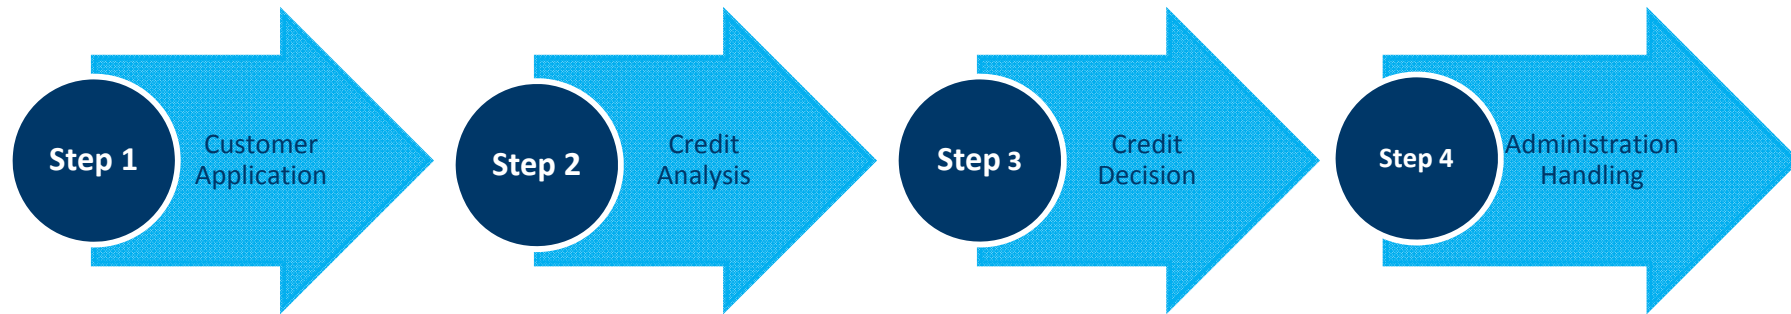 Step 1
Customer
Application
Step 2
Credit
Analysis
Step 3
Credit
Decision
Step 4
Administration
Handling